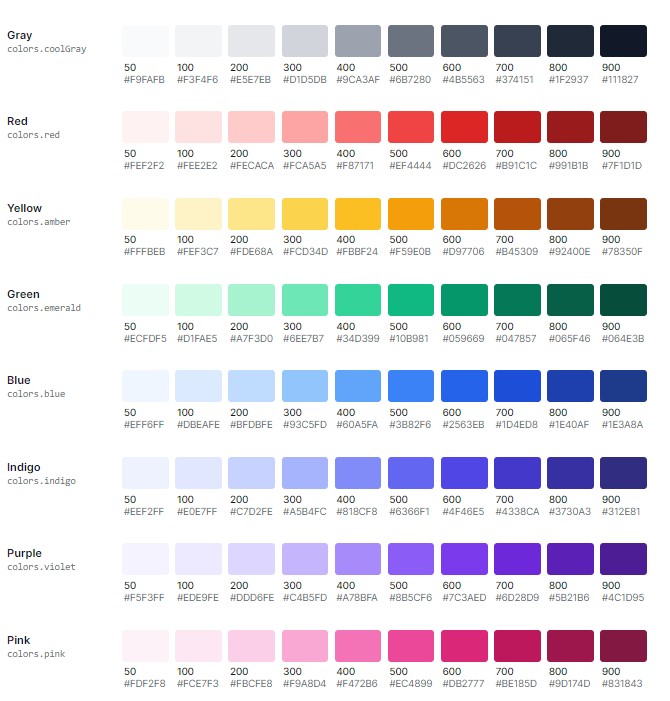 Gray
colors.coolGray
50 100 200 300 400 500 600 700 800 900
#F9FAFB #F3F4F6 #E5E7EB #D1D5DB #9CA3AF #6B7280 #4B5563 #374151 #1F2937 #111827
Red
colors.red
50 100 200 300 400 500 600 700 800 900
#FEF2F2 #FEE2E2 #FECACA #FCA5A5 #F87171 #EF4444 #DC2626 #B91C1C #991B1B #7F1D1D
Yellow
colors.amber
50 100 200 300 400 500 600 700 800 900
#FFFBEB #FEF3C7 #FDE68A #FCD34D #FBBF24 #F59E0B #D97706 #B45309 #92400E #78350F
Green
colors.emerald
50 100 200 300 400 500 600 700 800 900
#ECFDF5 #D1FAE5 #A7F3D0 #6EE7B7 #34D399 #10B981 #059669 #047857 #065F46 #064E3B
Blue
colors.blue
50 100 200 300 400 500 600 700 800 900
#EFF6FF #DBEAFE #BFDBFE #93C5FD #60A5FA #3B82F6 #2563EB #1D4ED8 #1E40AF #1E3A8A
Indigo
colors.indigo
50 100 200 300 400 500 600 700 800 900
#EEF2FF #E0E7FF #C7D2FE #A5B4FC #818CF8 #6366F1 #4F46E5 #4338CA #3730A3 #312E81
Purple
colors.violet
50 100 200 300 400 500 600 700 800 900
#F5F3FF #EDE9FE #DDD6FE #C4B5FD #A78BFA #8B5CF6 #7C3AED #6D28D9 #5B21B6 #4C1D95
Pink
colors.pink
50 100 200 300 400 500 600 700 800 900
#FDF2F8 #FCE7F3 #FBCFE8 #F9A8D4 #F472B6 #EC4899 #DB2777 #BE185D #9D174D #831843